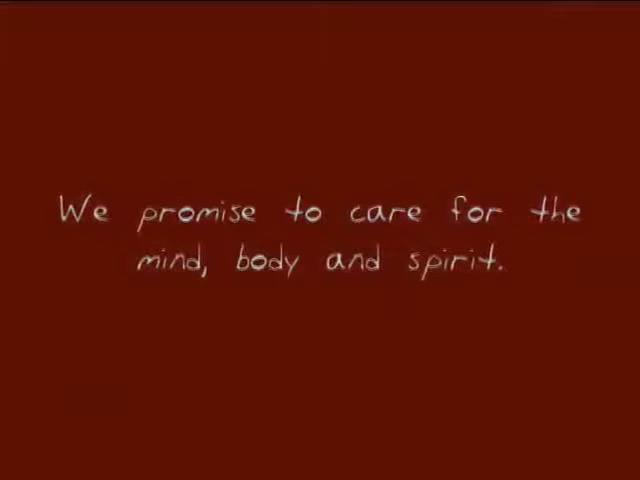 We promise to care for the
mind, body and spirit.